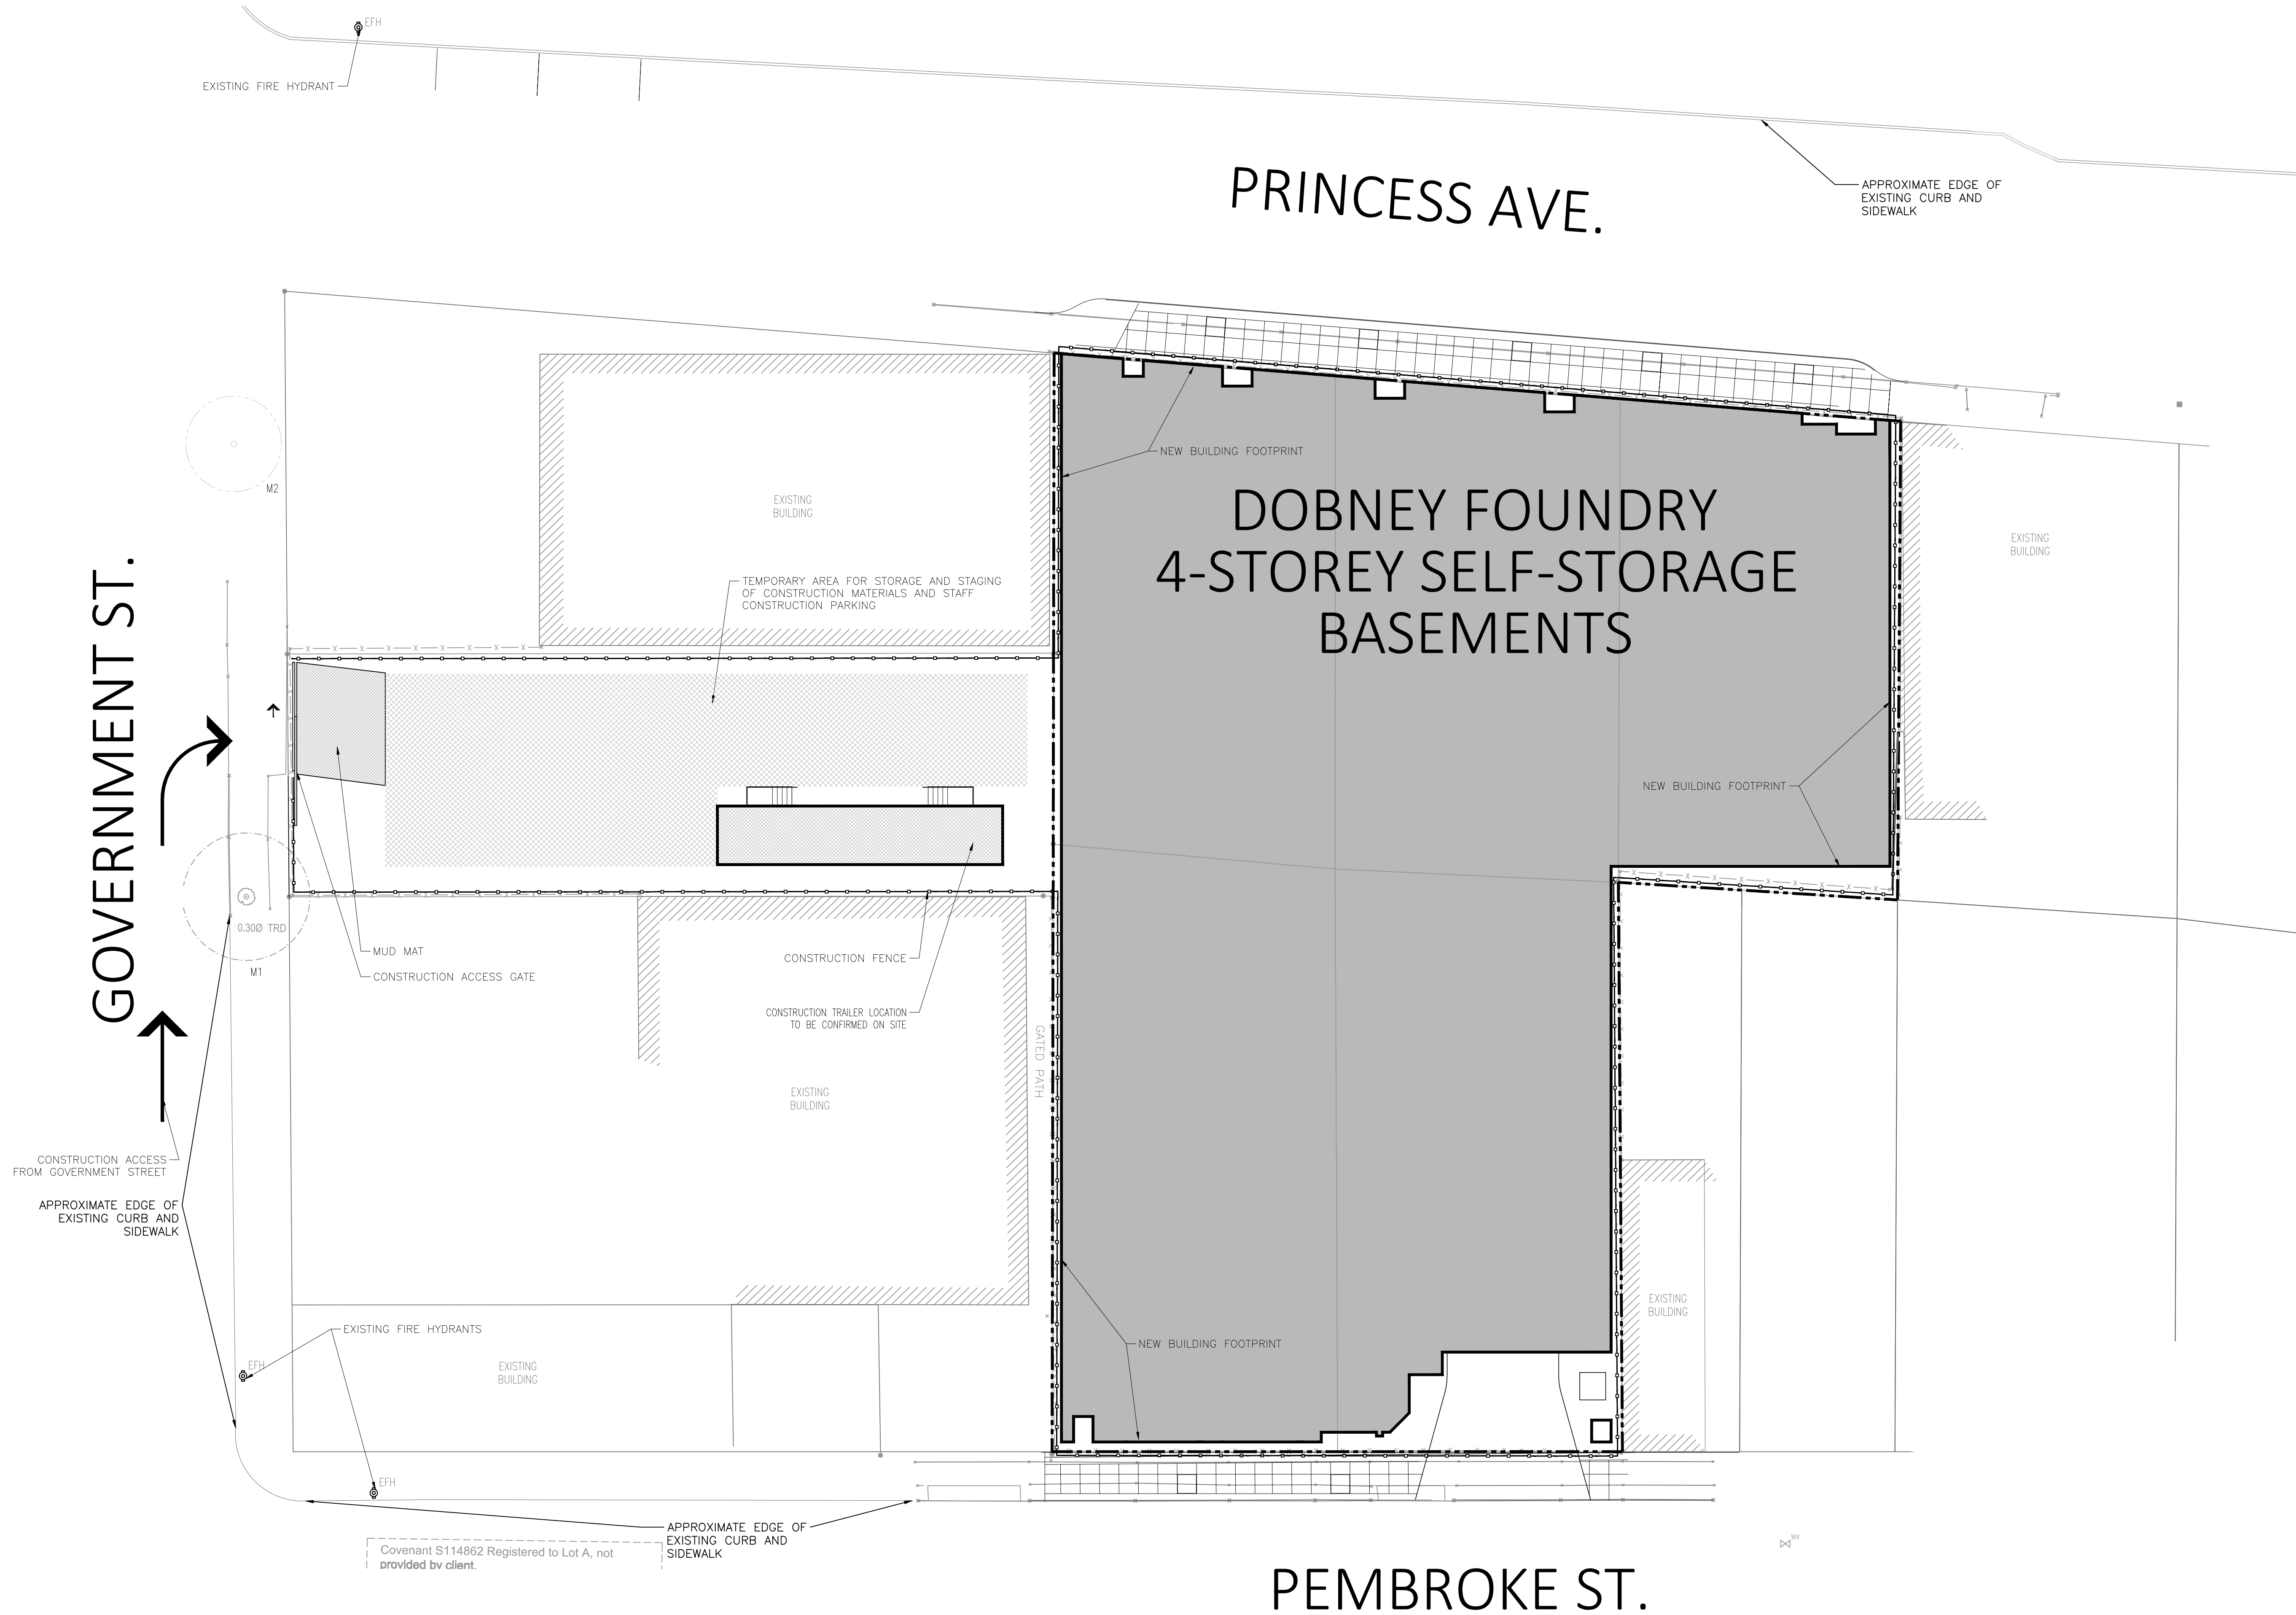 EFH
EXISTING FIRE HYDRANT
PRINCESS AVE.
APPROXIMATE EDGE OF
EXISTING CURB AND
SIDEWALK
M2
EXISTING
BUILDING
NEW BUILDING FOOTPRINT
DOBNEY FOUNDRY
4-STOREY SELF-STORAGE
BASEMENTS
EXISTING
BUILDING
TEMPORARY AREA FOR STORAGE AND STAGING
OF CONSTRUCTION MATERIALS AND STAFF
CONSTRUCTION PARKING
GOVERNMENT ST.
NEW BUILDING FOOTPRINT
0.30Ø TRD
M1
MUD MAT
CONSTRUCTION ACCESS GATE
CONSTRUCTION FENCE
CONSTRUCTION TRAILER LOCATION
TO BE CONFIRMED ON SITE
GATED PATH
EXISTING
BUILDING
CONSTRUCTION ACCESS
FROM GOVERNMENT STREET
APPROXIMATE EDGE OF
EXISTING CURB AND
SIDEWALK
EXISTING
BUILDING
EXISTING FIRE HYDRANTS
NEW BUILDING FOOTPRINT
EFH
EXISTING
BUILDING
EFH
APPROXIMATE EDGE OF
EXISTING CURB AND
SIDEWALK
Covenant S114862 Registered to Lot A, not
provided by client.
WV
PEMBROKE ST.